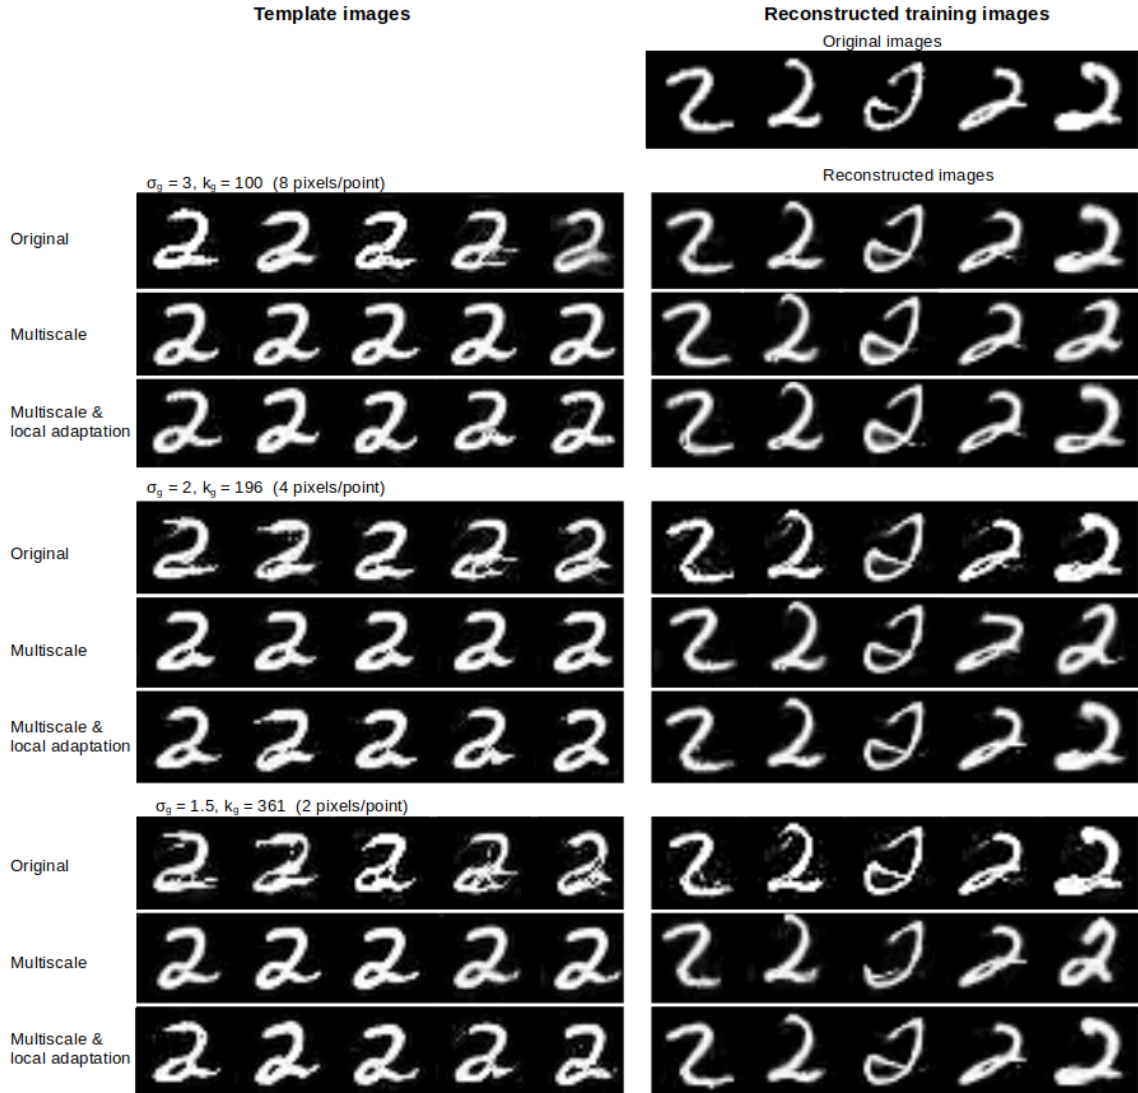 Template images
Reconstructed training images
Original images
σg = 3, kg = 100 (8 pixels/point)
Reconstructed images
Original
Multiscale
Multiscale &
local adaptation
σg = 2, kg = 196 (4 pixels/point)
Original
Multiscale
Multiscale &
local adaptation
σg = 1.5, kg = 361 (2 pixels/point)
Original
Multiscale
Multiscale &
local adaptation